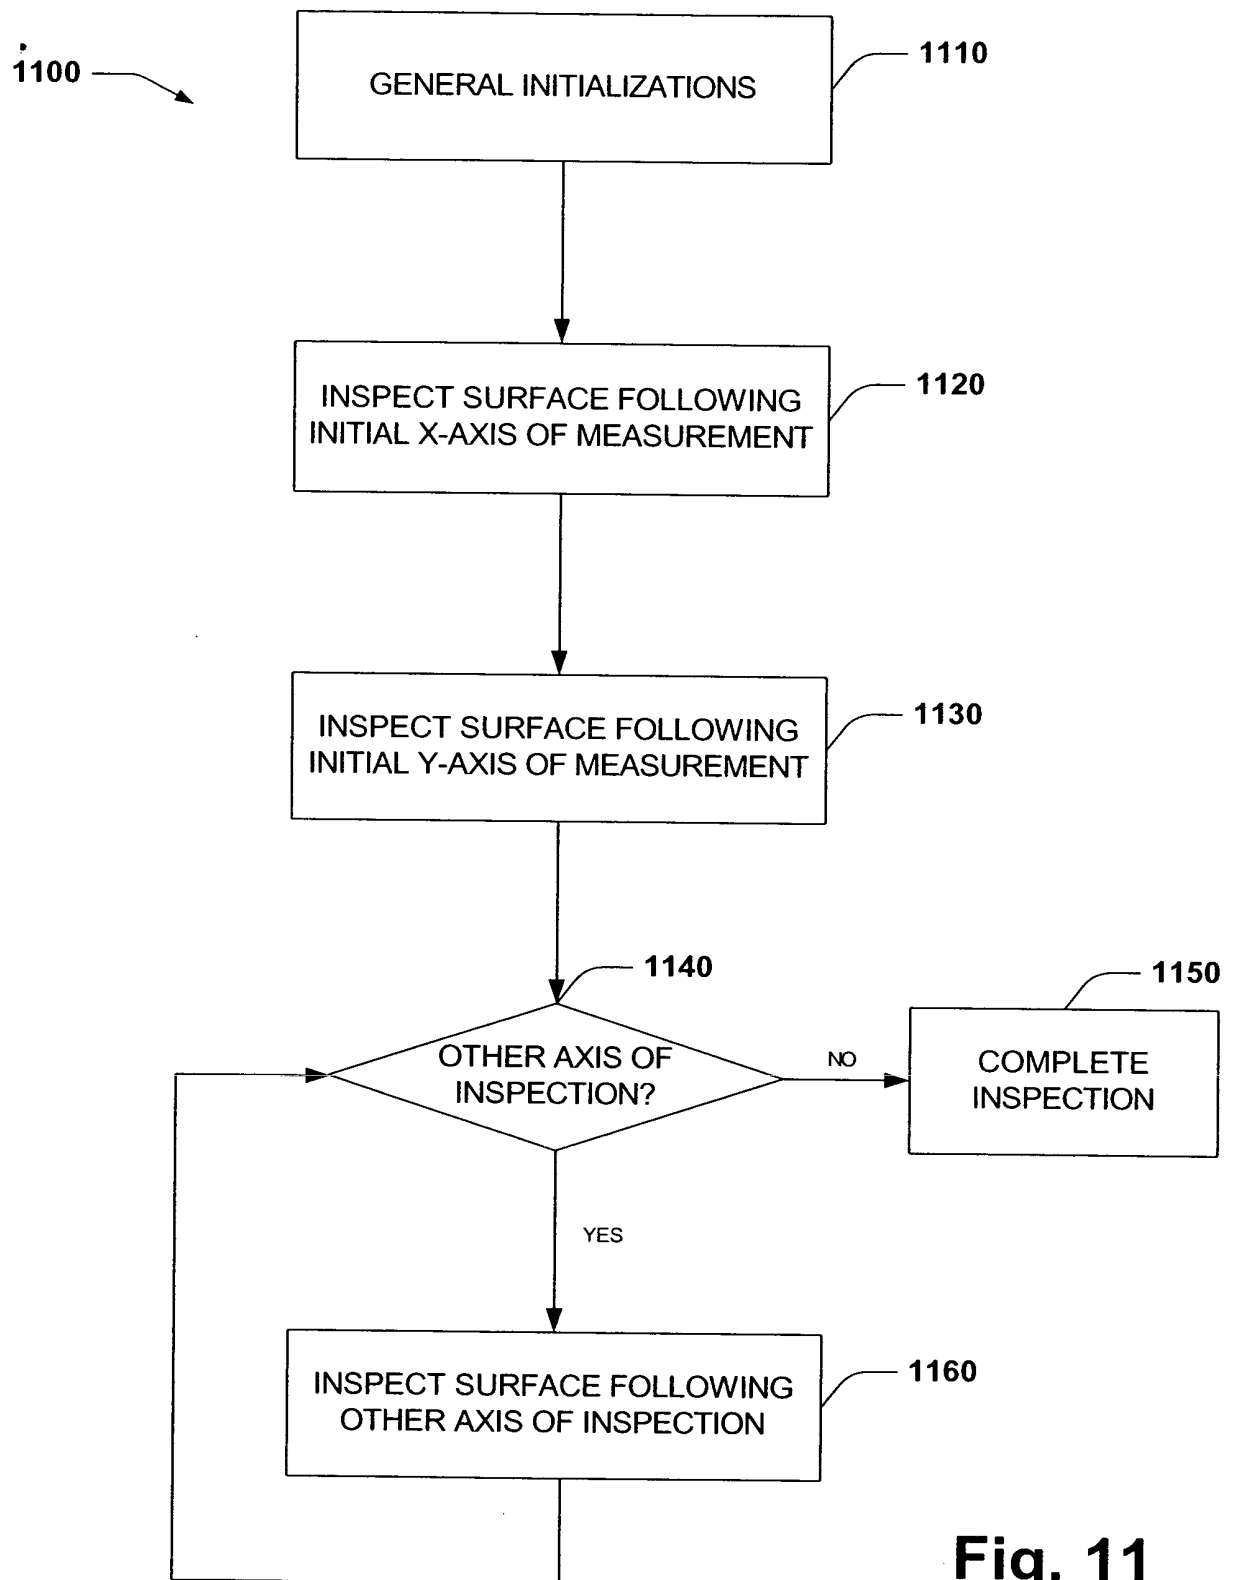 1100
1110
GENERAL INITIALIZATIONS
1120
INSPECT SURFACE FOLLOWING
INITIAL X-AXIS OF MEASUREMENT
1130
INSPECT SURFACE FOLLOWING
INITIAL Y-AXIS OF MEASUREMENT
1140
OTHER AXIS OF
INSPECTION?
NO
1150
COMPLETE
INSPECTION
YES
1160
INSPECT SURFACE FOLLOWING
OTHER AXIS OF INSPECTION
Fig. 11